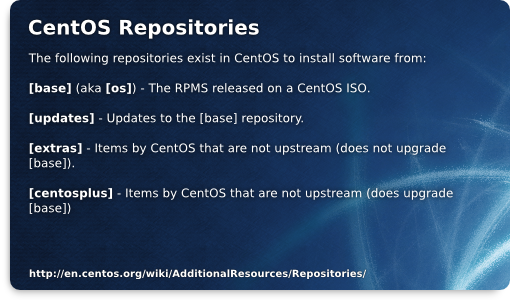 CentOS Repositories
The following repositories exist in CentOS to install software from:
[base] (aka [os]) - The RPMS released on a CentOS ISO.
[updates] - Updates to the [base] repository.
[extras] - Items by CentOS that are not upstream (does not upgrade
[base]).
[centosplus] - Items by CentOS that are not upstream (does upgrade
[base])
http://en.centos.org/wiki/AdditionalResources/Repositories/